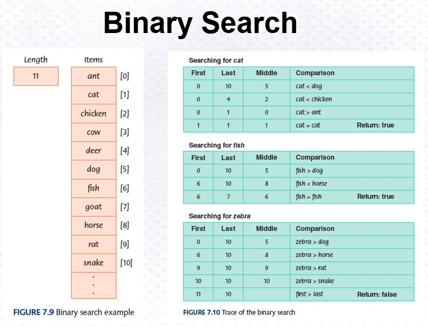 Binary Search
Length Items
11 ant [0]
cat [1]
chicken [2]
cow [3]
deer [4]
dog [5]
fish [6]
goat [7]
horse [8]
rat [9]
snake [10]
.
.
.
FIGURE 7.9 Binary search example
Searching for cat
First Last Middle Comparison
0 10 5 cat < dog
0 4 2 cat < chicken
0 1 0 cat > ant
1 1 1 cat = cat Return: true
Searching for fish
First Last Middle Comparison
0 10 5 fish > dog
6 10 8 fish < horse
6 7 6 fish = fish Return: true
Searching for zebra
First Last Middle Comparison
0 10 5 zebra > dog
6 10 8 zebra > horse
9 10 9 zebra > rat
10 10 10 zebra > snake
11 10 first > last Return: false
FIGURE 7.10 Trace of the binary search